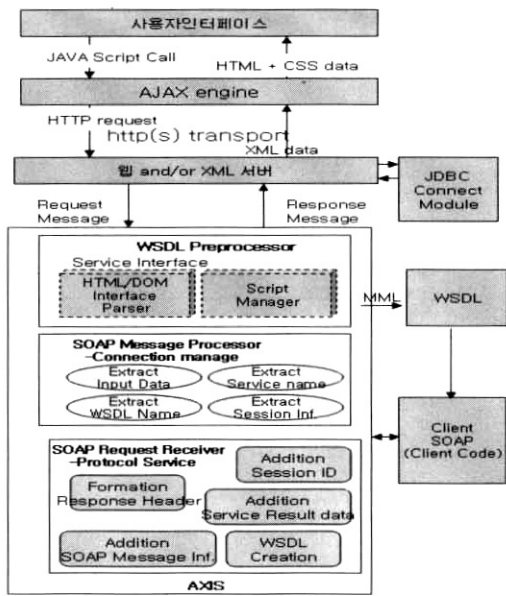 사용자인터페이스
JAVA Script Call
HTML + CSS data
AJAX engine
HTTP request
http(s) transport
XML data
웹 and/or XML 서버
JDBC
Connect
Module
Request
Message
Response
Message
WSDL Preprocessor
Service Interface
HTML/DOM
Interface
Parser
Script
Manager
MML
WSDL
SOAP Message Processor
-Connection manage
Extract
Input Data
Extract
Service name
Extract
WSDL Name
Extract
Session Inf.
Client
SOAP
(Client Code)
SOAP Request Receiver
-Protocol Service
Addition
Session ID
Formation
Response Header
Addition
Service Result data
Addition
SOAP Message Inf.
WSDL
Creation
AXIS